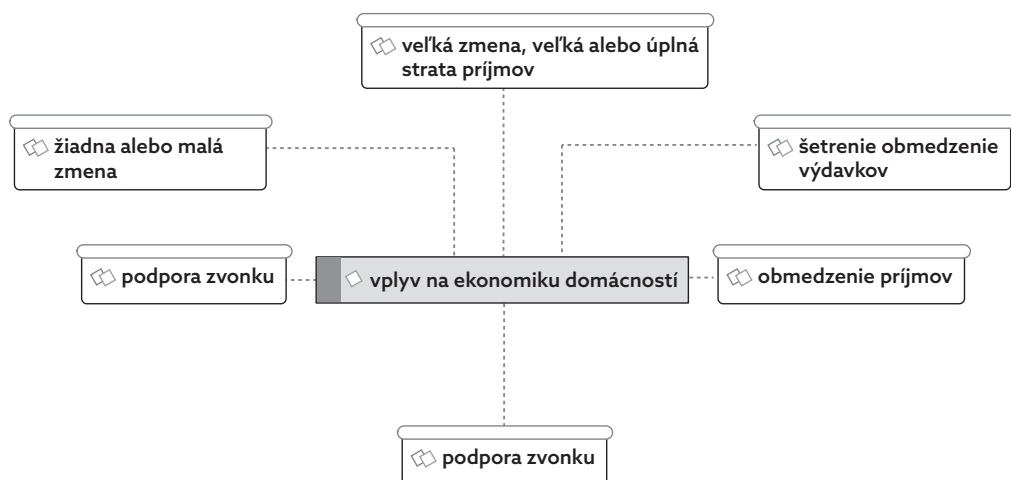 veľká zmena, veľká alebo úplná
strata príjmov
žiadna alebo malá
zmena
šetrenie obmedzenie
výdavkov
podpora zvonku
vplyv na ekonomiku domácností
obmedzenie príjmov
podpora zvonku